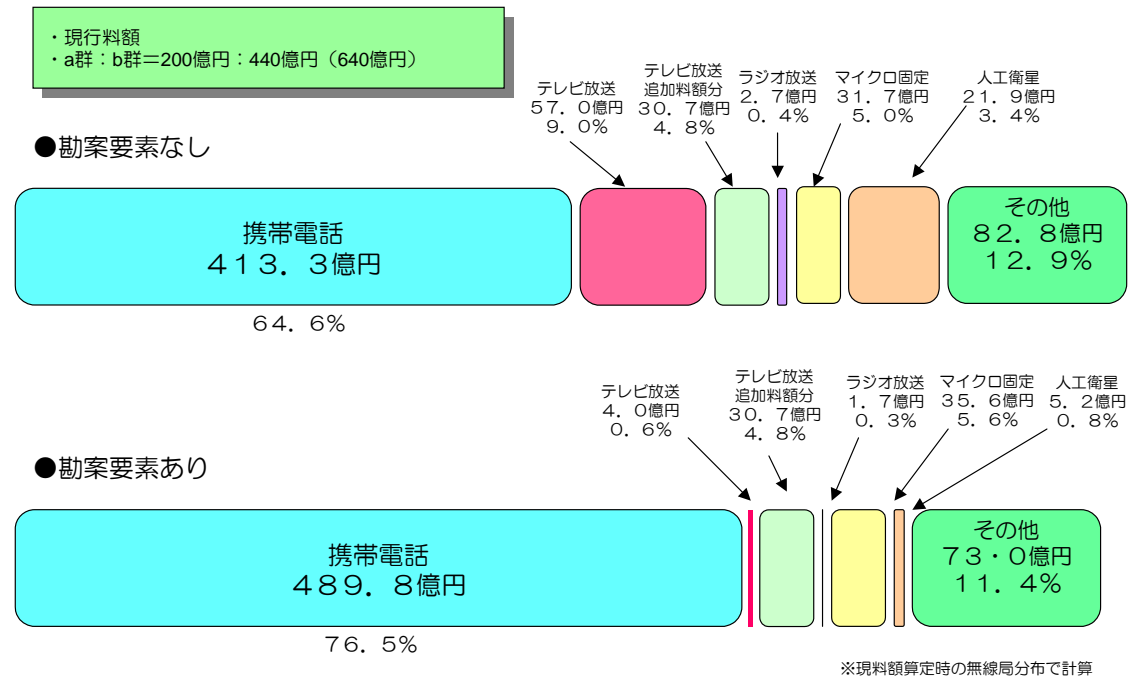 ・現行料額
・a群：b群＝200億円：440億円（640億円）
●勘案要素なし
テレビ放送
５７．０億円
９．０％
テレビ放送
追加料額分
３０．７億円
４．８％
ラジオ放送
２．７億円
０．４％
マイクロ固定
３１．７億円
５．０％
人工衛星
２１．９億円
３．４％
携帯電話
４１３．３億円
６４．６％
その他
８２．８億円
１２．９％
●勘案要素あり
テレビ放送
４．０億円
０．６％
テレビ放送
追加料額分
３０．７億円
４．８％
ラジオ放送
１．７億円
０．３％
マイクロ固定
３５．６億円
５．６％
人工衛星
５．２億円
０．８％
携帯電話
４８９．８億円
７６．５％
その他
７３・０億円
１１．４％
※現料額算定時の無線局分布で計算